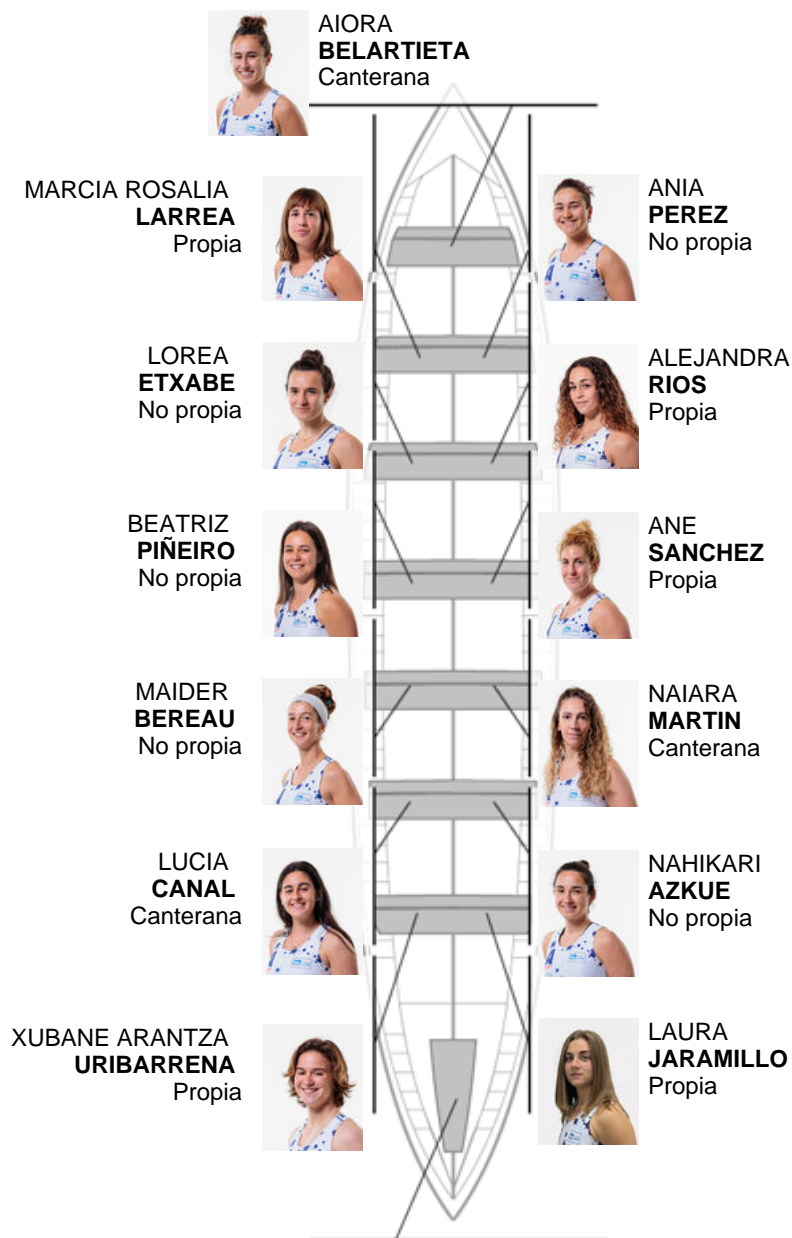 AIORA
BELARTIETA
Canterana
MARCIA ROSALIA
LARREA
Propia
ANIA
PEREZ
No propia
LOREA
ETXABE
No propia
ALEJANDRA
RIOS
Propia
BEATRIZ
PIÑEIRO
No propia
ANE
SANCHEZ
Propia
MAIDER
BEREAU
No propia
NAIARA
MARTIN
Canterana
LUCIA
CANAL
Canterana
NAHIKARI
AZKUE
No propia
XUBANE ARANTZA
URIBARRENA
Propia
LAURA
JARAMILLO
Propia